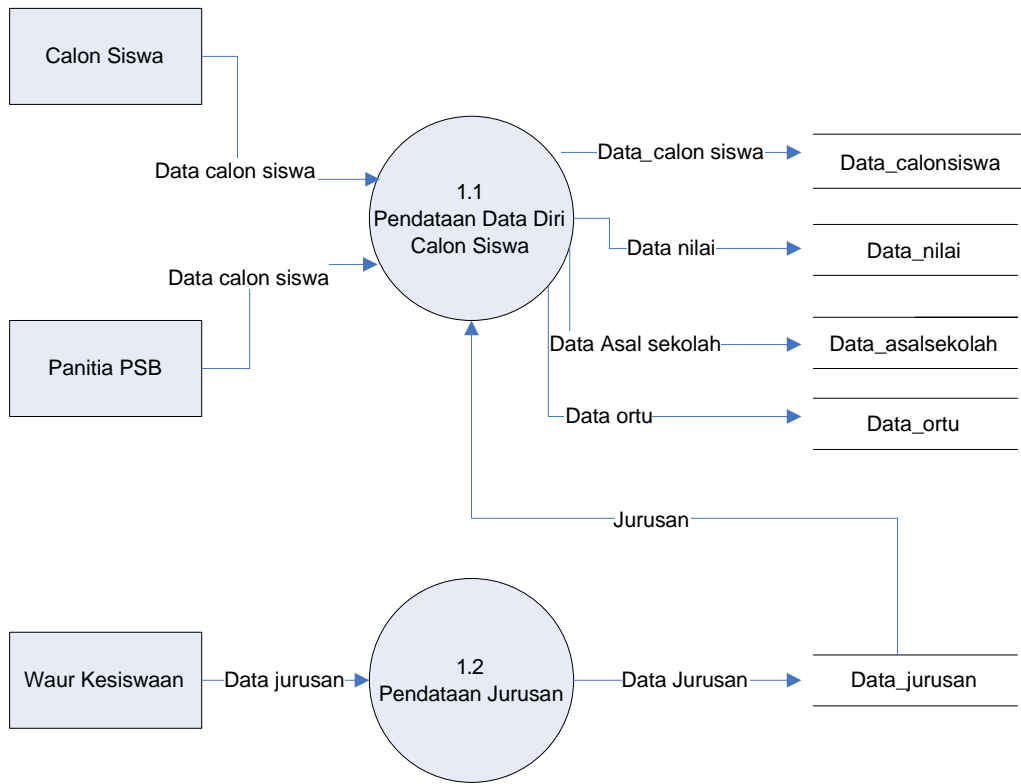 Calon Siswa
Data calon siswa
Data calon siswa
Panitia PSB
1.1
Pendataan Data Diri
Calon Siswa
Data_calon siswa
Data_calonsiswa
Data nilai
Data_nilai
Data Asal sekolah
Data_asalsekolah
Data ortu
Data_ortu
Jurusan
Waur Kesiswaan
Data jurusan
1.2
Pendataan Jurusan
Data Jurusan
Data_jurusan